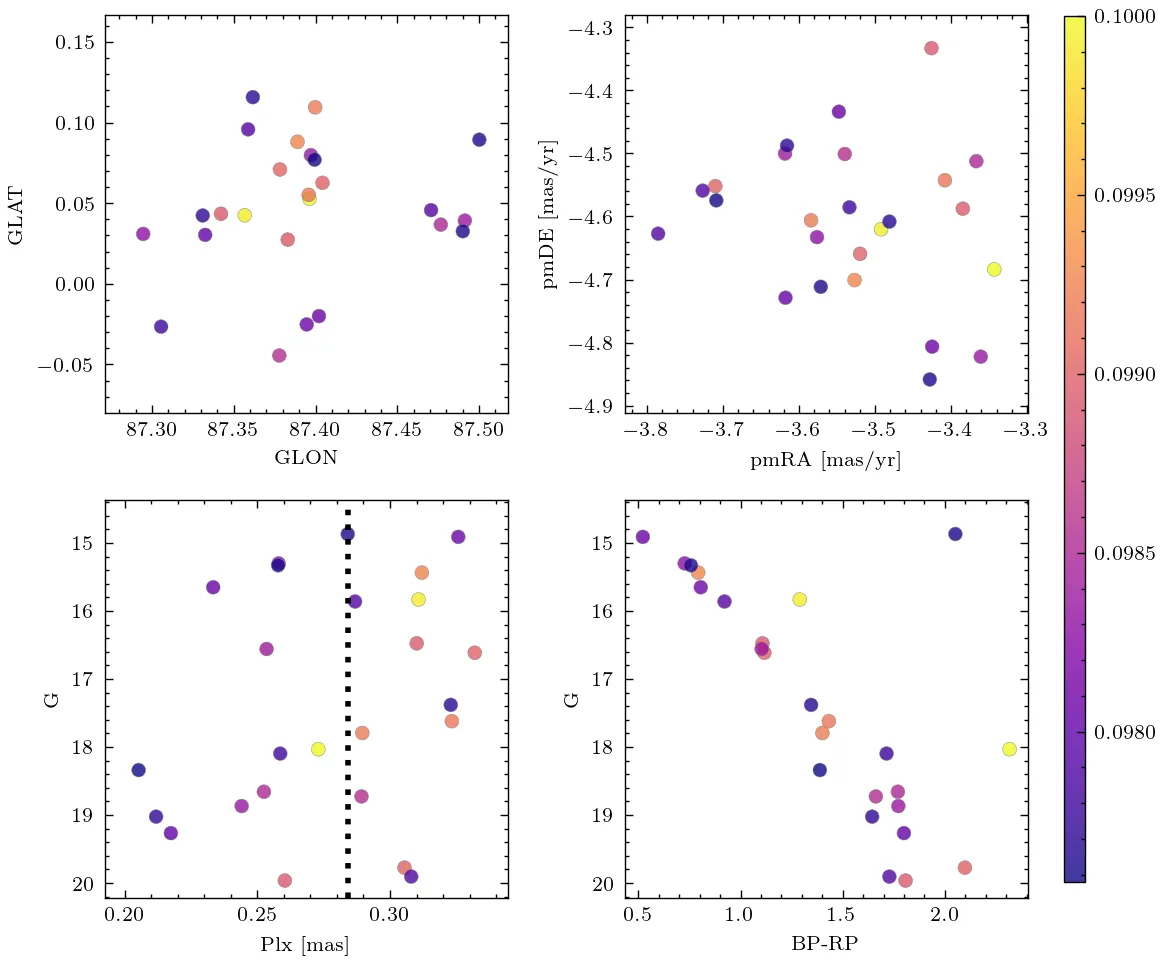 0.15
0.10
0.05
0.00
−0.05
GLAT
87.30 87.35 87.40 87.45 87.50
GLON
−4.3
−4.4
−4.5
−4.6
−4.7
−4.8
−4.9
pmDE [mas/yr]
−3.8 −3.7 −3.6 −3.5 −3.4 −3.3
pmRA [mas/yr]
0.1000
0.0995
0.0990
0.0985
0.0980
15
16
17
18
19
20
G
0.20 0.25 0.30
Plx [mas]
15
16
17
18
19
20
G
0.5 1.0 1.5 2.0
BP-RP